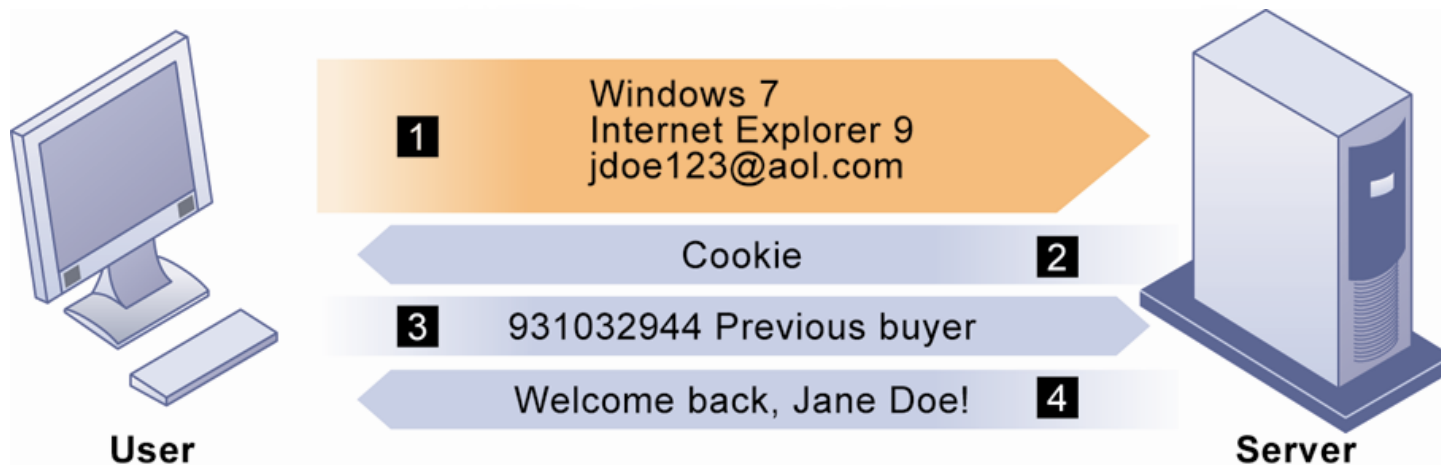 1
Windows 7
Internet Explorer 9
jdoe123@aol.com
Cookie 2
3 931032944 Previous buyer
Welcome back, Jane Doe! 4
User
Server